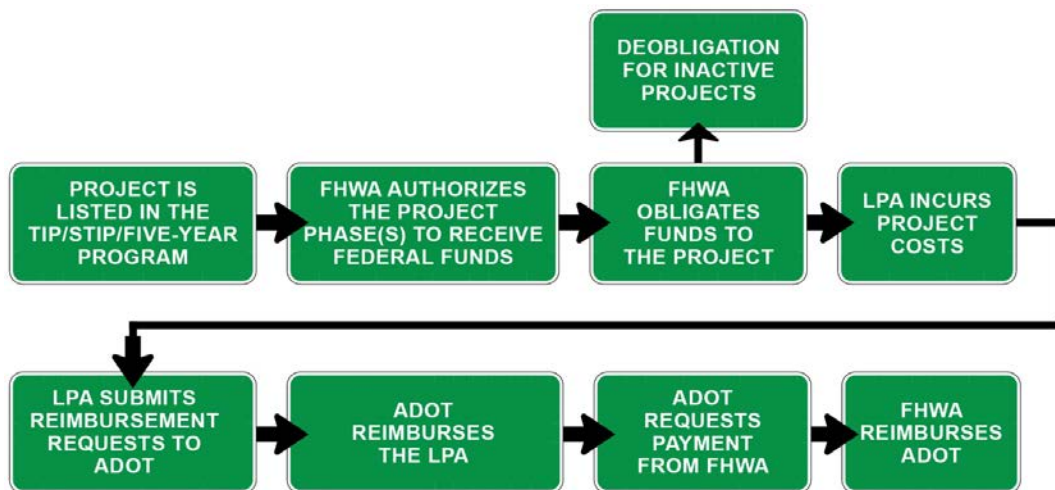 DEOBLIGATION
FOR INACTIVE
PROJECTS
PROJECT IS
LISTED IN THE
TIP/STIP/FIVE-YEAR
PROGRAM
FHWA AUTHORIZES
THE PROJECT
PHASE(S) TO RECEIVE
FEDERAL FUNDS
FHWA
OBLIGATES
FUNDS TO
THE PROJECT
LPA INCURS
PROJECT
COSTS
LPA SUBMITS
REIMBURSEMENT
REQUESTS TO
ADOT
ADOT
REIMBURSES
THE LPA
ADOT
REQUESTS
PAYMENT
FROM FHWA
FHWA
REIMBURSES
ADOT